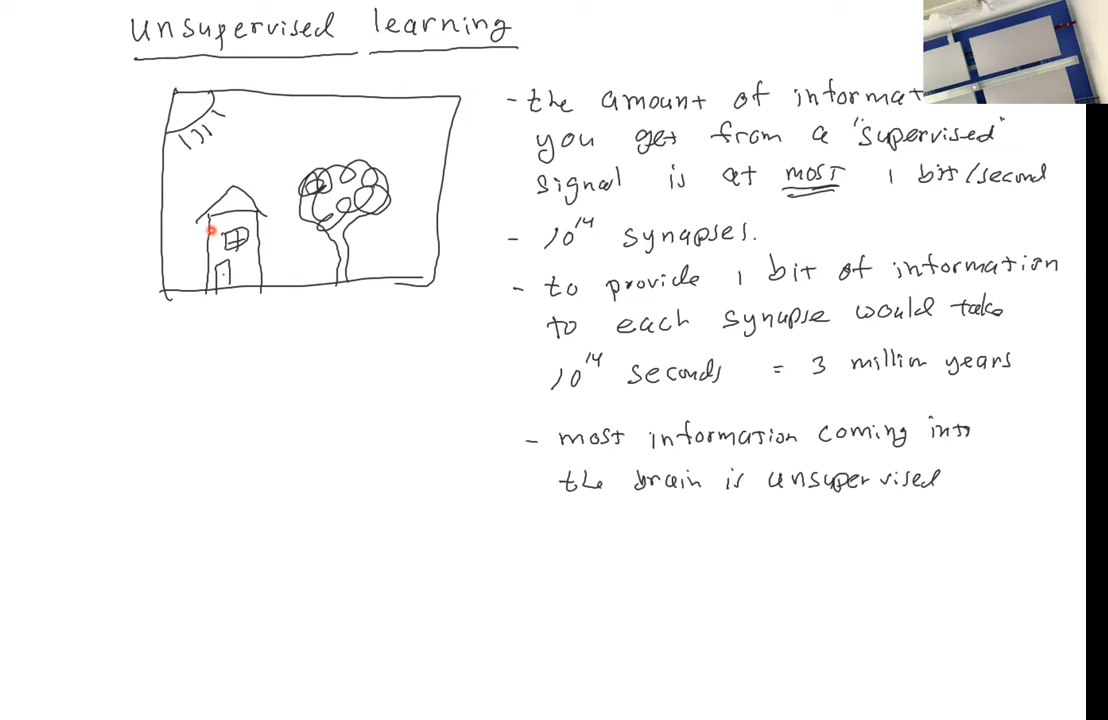 unsupervised learning
- the amount of informat
you get from a "supervised"
signal is at most 1 bit/second
- 10^14 synapses.
- to provide 1 bit of information
to each synapse would take
10^14 seconds = 3 millin years
- most information coming into
the brain is unsupervised